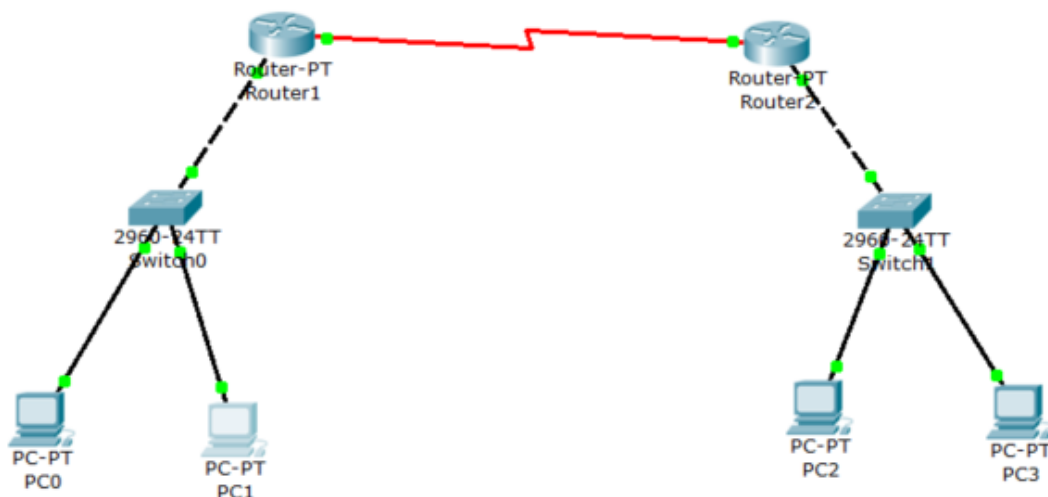 Router-PT
Router1
Router-PT
Router2
2960-24TT
Switch0
2960-24TT
Switch1
PC-PT
PC0
PC-PT
PC1
PC-PT
PC2
PC-PT
PC3